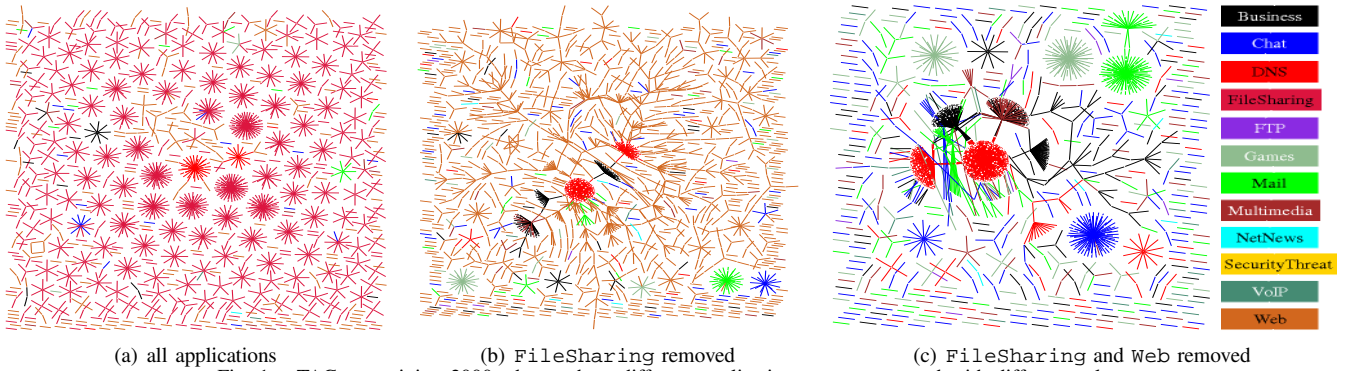 Business
Chat
DNS
FileSharing
FTP
Games
Mail
Multimedia
NetNews
SecurityThreat
VoIP
Web
(a) all applications
(b) FileSharing removed
(c) FileSharing and Web removed